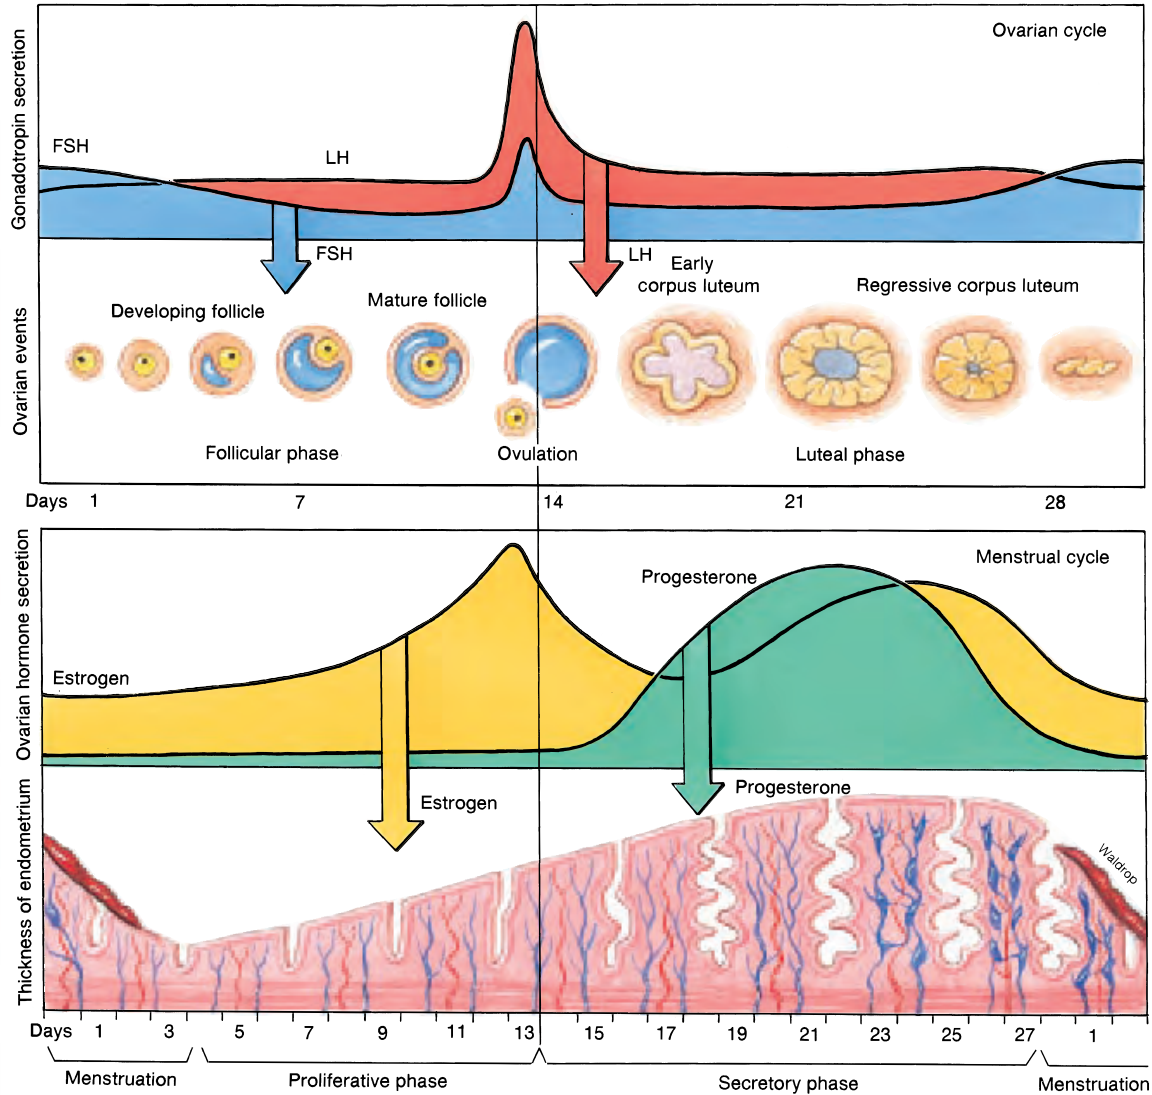 Ovarian cycle
Gonadotropin secretion
FSH
LH
FSH
LH
Ovarian events
Developing follicle
Mature follicle
Early
corpus luteum
Regressive corpus luteum
Follicular phase
Ovulation
Luteal phase
Days 1 7 14 21 28
Menstrual cycle
Ovarian hormone secretion
Estrogen
Progesterone
Estrogen
Progesterone
Thickness of endometrium
Waldrop
Days 1 3 5 7 9 11 13 15 17 19 21 23 25 27 1
Menstruation
Proliferative phase
Secretory phase
Menstruation